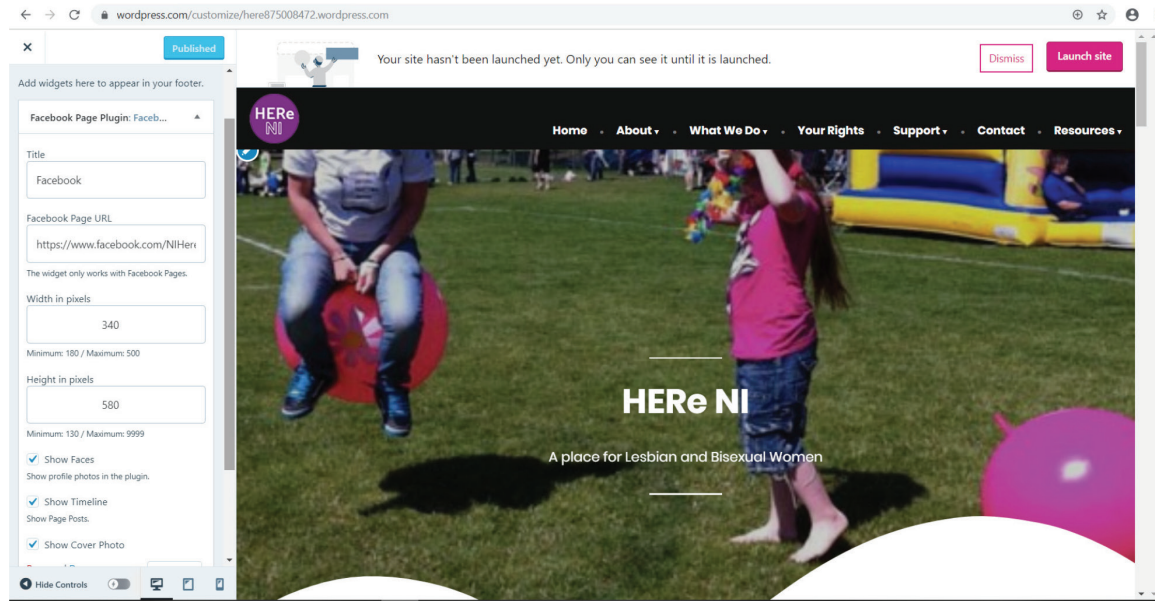 wordpress.com/customize/here875008472.wordpress.com
Published
Your site hasn't been launched yet. Only you can see it until it is launched.
Dismiss
Launch site
Add widgets here to appear in your footer.
Facebook Page Plugin: Faceb...
Title
Facebook
Facebook Page URL
https://www.facebook.com/NIHere
The widget only works with Facebook Pages.
Width in pixels
340
Minimum: 180 / Maximum: 500
Height in pixels
580
Minimum: 130 / Maximum: 9999
Show Faces
Show profile photos in the plugin.
Show Timeline
Show Page Posts.
Show Cover Photo
Hide Controls
HERe
NI
Home About What We Do Your Rights Support Contact Resources
HERe NI
A place for Lesbian and Bisexual Women